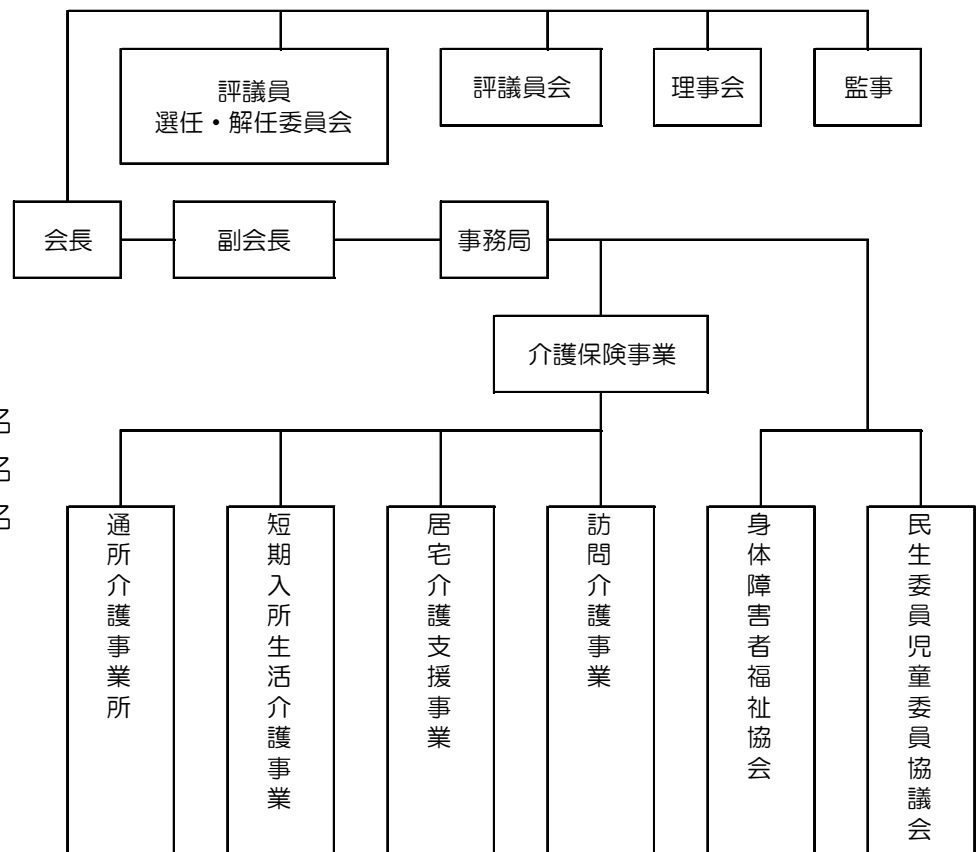 評議員
選任・解任委員会
評議員会
理事会
監事
会長
副会長
事務局
介護保険事業
名
名
名
通所介護事業所
短期入所生活介護事業
居宅介護支援事業
訪問介護事業
身体障害者福祉協会
民生委員児童委員協議会